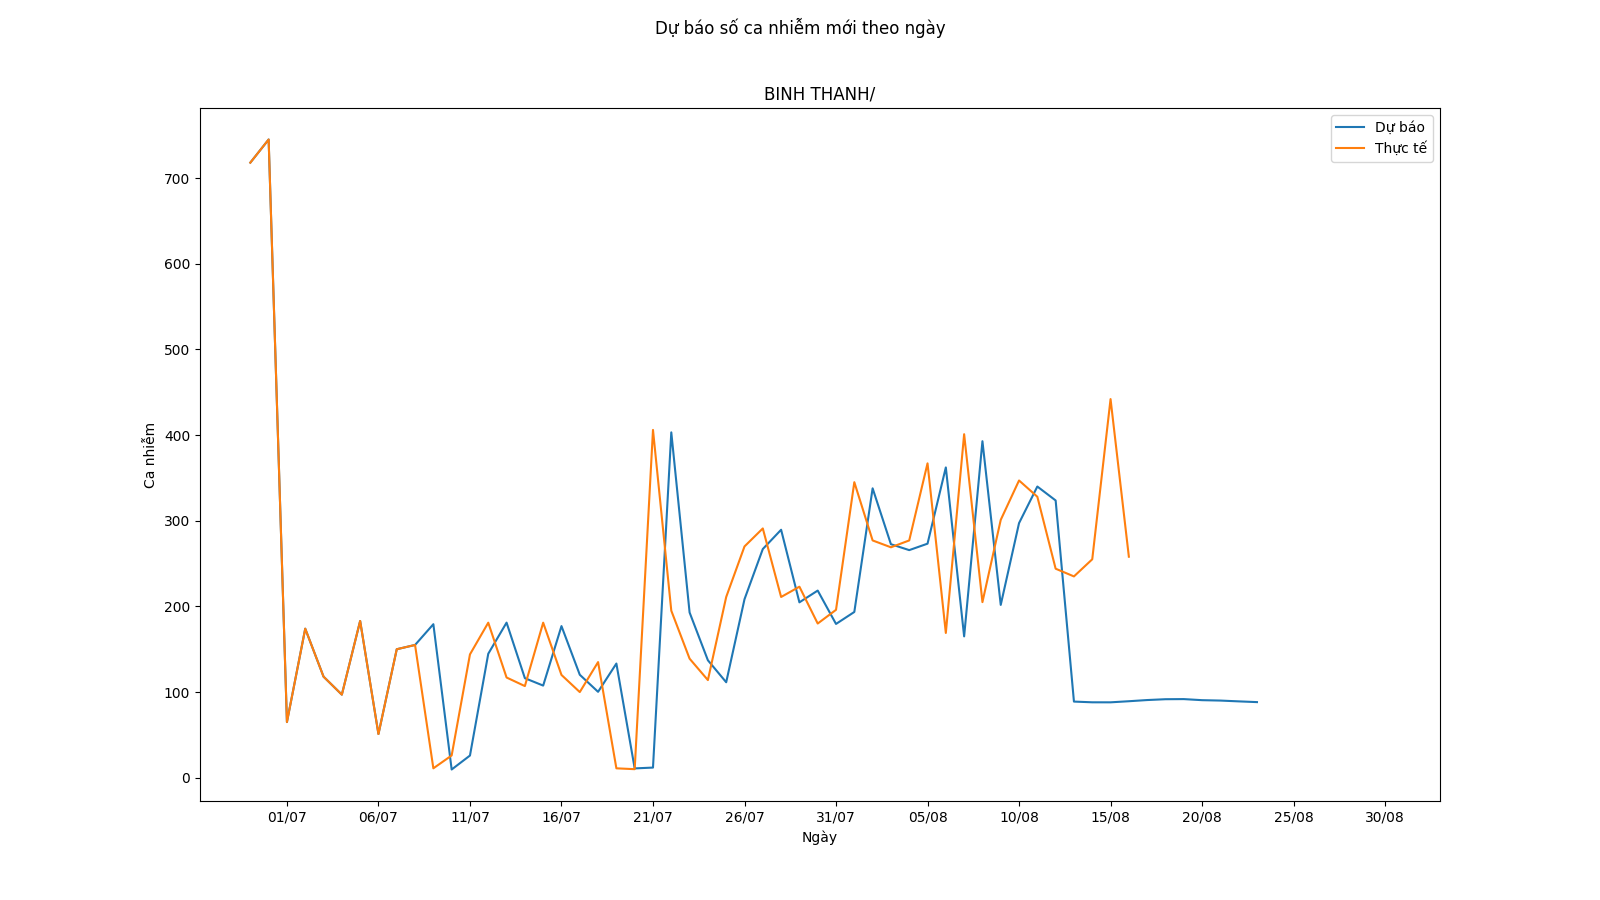 Dự báo số ca nhiễm mới theo ngày
BINH THANH/
Dự báo
Thực tế
700
600
500
400
300
200
100
0
Ca nhiễm
01/07 06/07 11/07 16/07 21/07 26/07 31/07 05/08 10/08 15/08 20/08 25/08 30/08
Ngày